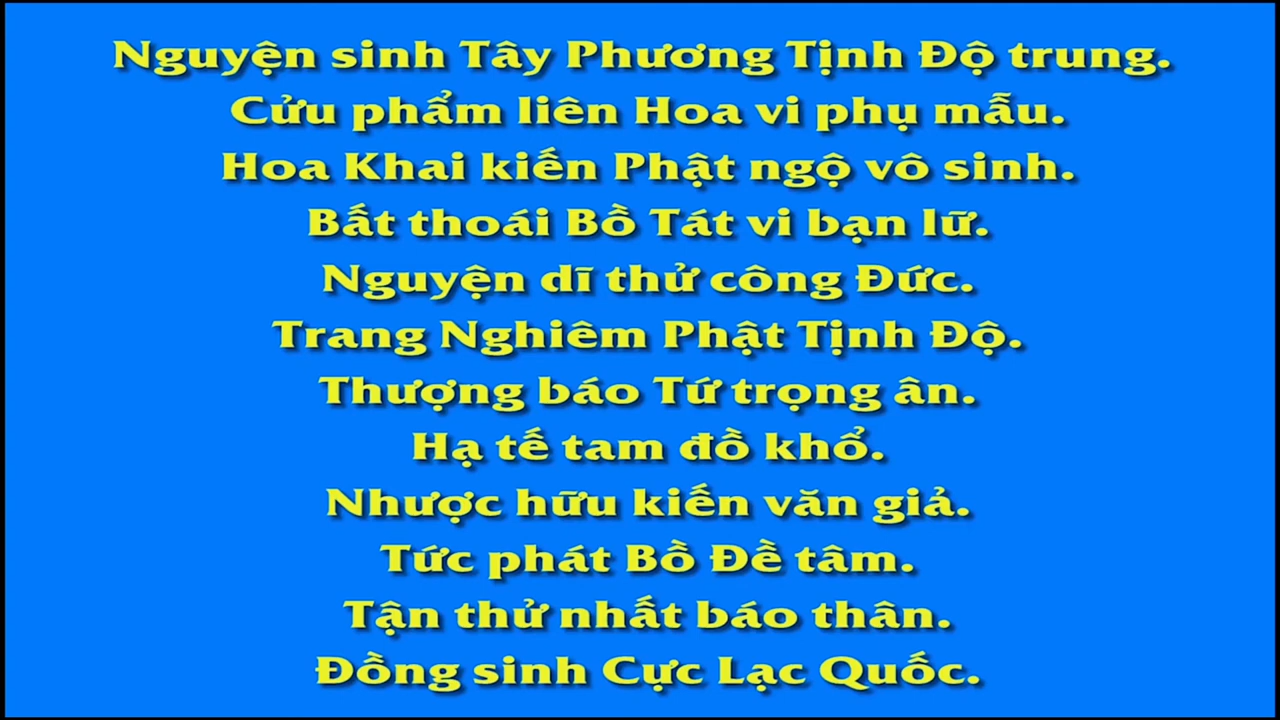 Nguyện sinh Tây Phương Tịnh Độ trung.
Cửu phẩm liên Hoa vi phụ mẫu.
Hoa Khai kiến Phật ngộ vô sinh.
Bất thoái Bồ Tát vi bạn lữ.
Nguyện dĩ thử công Đức.
Trang Nghiêm Phật Tịnh Độ.
Thượng báo Tứ trọng ân.
Hạ tế tam đồ khổ.
Nhược hữu kiến văn giả.
Tức phát Bồ Đề tâm.
Tận thử nhất báo thân.
Đồng sinh Cực Lạc Quốc.